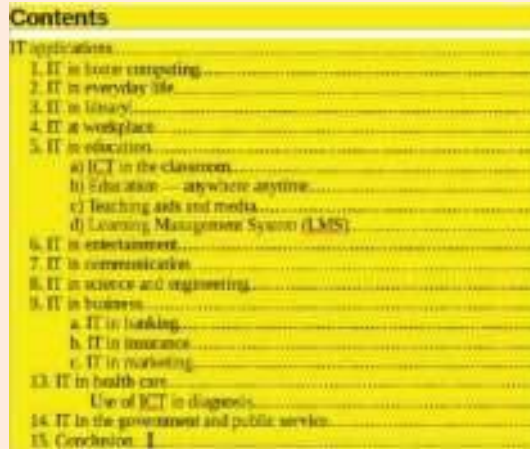 Contents
IT applications
1. IT in home computing
2. IT in everyday life
3. IT in library
4. IT at workplace
5. IT in education
a) ICT in the classroom
b) Education — anywhere anytime
c) Teaching aids and media
d) Learning Management System (LMS)
6. IT in entertainment
7. IT in communication
8. IT in science and engineering
9. IT in business
a. IT in banking
b. IT in insurance
c. IT in marketing
13. IT in health care
Use of ICT in diagnosis
14. IT in the government and public service
15. Conclusion